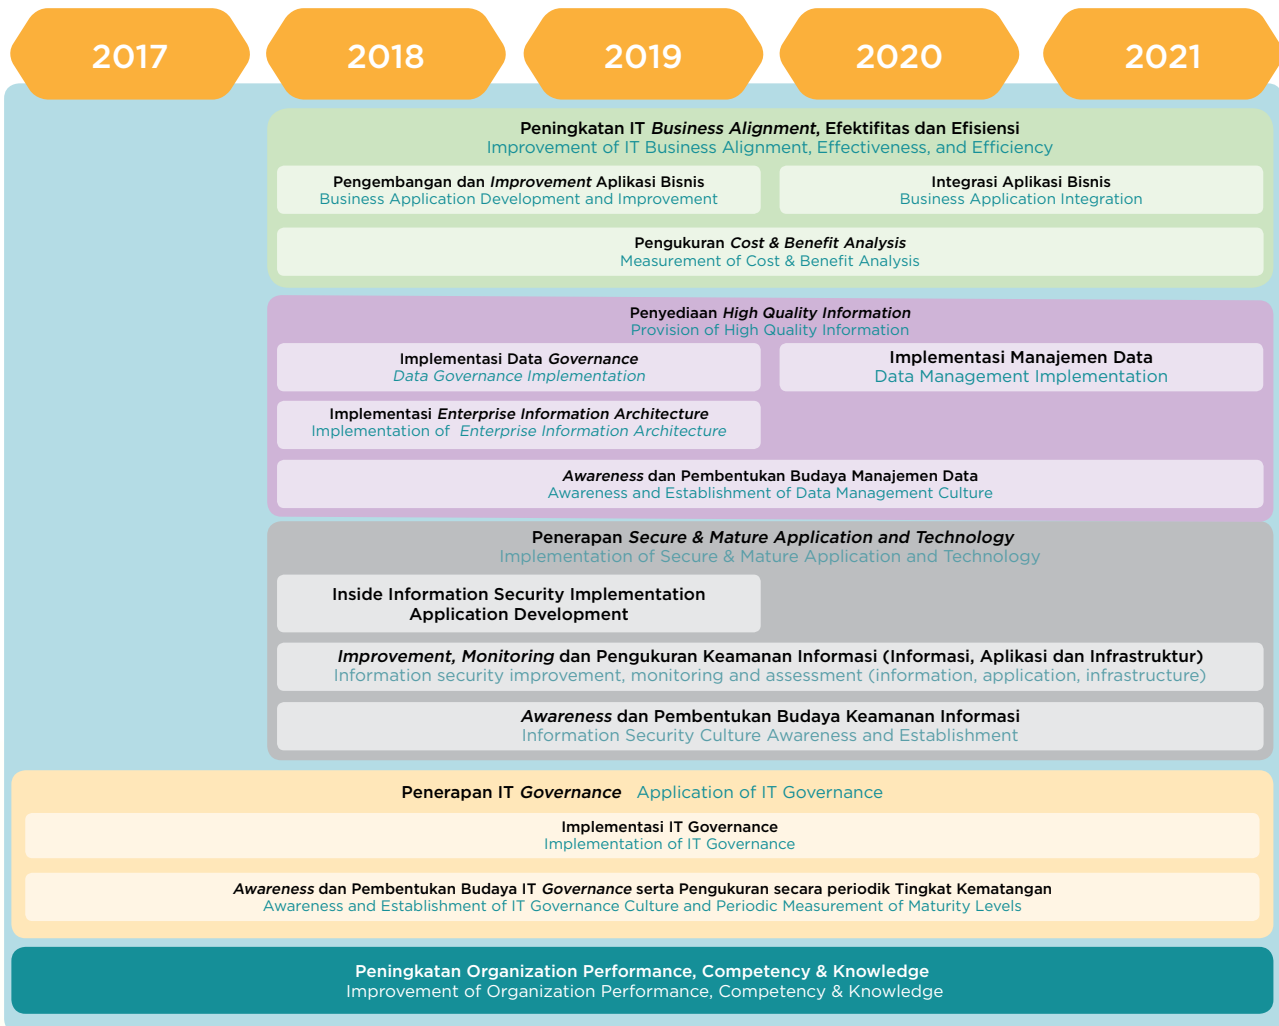 2017 2018 2019 2020 2021
Peningkatan IT Business Alignment, Efektifitas dan Efisiensi
Improvement of IT Business Alignment, Effectiveness, and Efficiency
Pengembangan dan Improvement Aplikasi Bisnis
Business Application Development and Improvement
Integrasi Aplikasi Bisnis
Business Application Integration
Pengukuran Cost & Benefit Analysis
Measurement of Cost & Benefit Analysis
Penyediaan High Quality Information
Provision of High Quality Information
Implementasi Data Governance
Data Governance Implementation
Implementasi Manajemen Data
Data Management Implementation
Implementasi Enterprise Information Architecture
Implementation of Enterprise Information Architecture
Awareness dan Pembentukan Budaya Manajemen Data
Awareness and Establishment of Data Management Culture
Penerapan Secure & Mature Application and Technology
Implementation of Secure & Mature Application and Technology
Inside Information Security Implementation
Application Development
Improvement, Monitoring dan Pengukuran Keamanan Informasi (Informasi, Aplikasi dan Infrastruktur)
Information security improvement, monitoring and assessment (information, application, infrastructure)
Awareness dan Pembentukan Budaya Keamanan Informasi
Information Security Culture Awareness and Establishment
Penerapan IT Governance Application of IT Governance
Implementasi IT Governance
Implementation of IT Governance
Awareness dan Pembentukan Budaya IT Governance serta Pengukuran secara periodik Tingkat Kematangan
Awareness and Establishment of IT Governance Culture and Periodic Measurement of Maturity Levels
Peningkatan Organization Performance, Competency & Knowledge
Improvement of Organization Performance, Competency & Knowledge